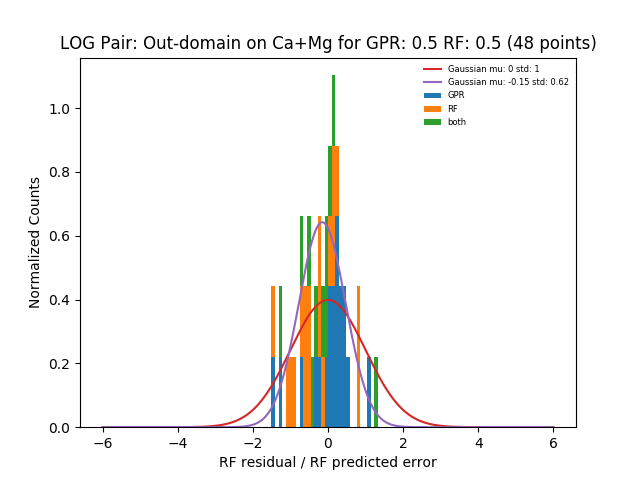 LOG Pair: Out-domain on Ca+Mg for GPR: 0.5 RF: 0.5 (48 points)
Gaussian mu: 0 std: 1
Gaussian mu: -0.15 std: 0.62
GPR
RF
both
Normalized Counts
1.0
0.8
0.6
0.4
0.2
0.0
−6 −4 −2 0 2 4 6
RF residual / RF predicted error